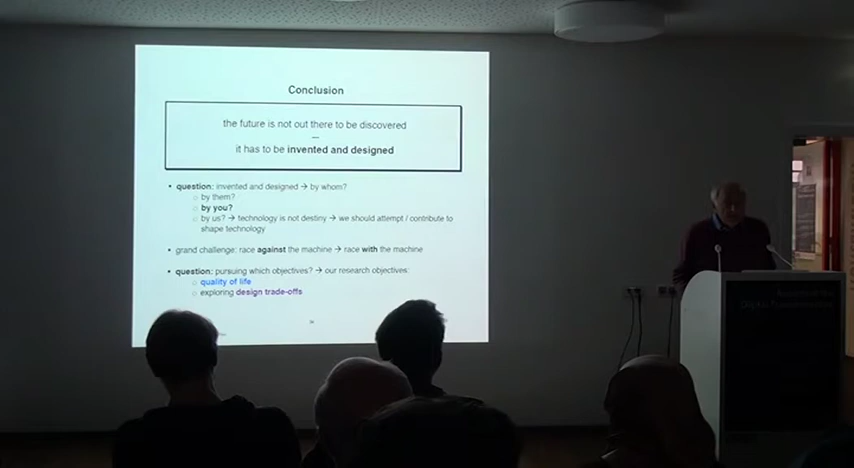 Conclusion
the future is not out there to be discovered
—
it has to be invented and designed
• question: invented and designed → by whom?
○ by them?
○ by you?
○ by us? → technology is not destiny → we should attempt / contribute to
shape technology
• grand challenge: race against the machine → race with the machine
• question: pursuing which objectives? → our research objectives:
○ quality of life
○ exploring design trade-offs